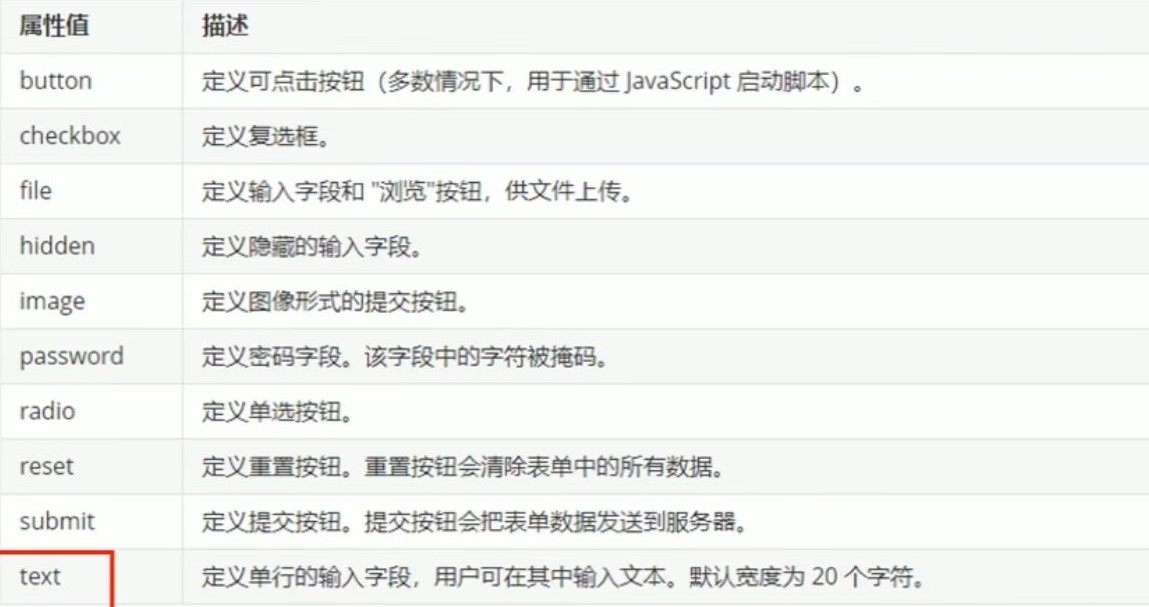 属性值 描述
button 定义可点击按钮（多数情况下，用于通过 JavaScript 启动脚本）。
checkbox 定义复选框。
file 定义输入字段和 "浏览"按钮，供文件上传。
hidden 定义隐藏的输入字段。
image 定义图像形式的提交按钮。
password 定义密码字段。该字段中的字符被掩码。
radio 定义单选按钮。
reset 定义重置按钮。重置按钮会清除表单中的所有数据。
submit 定义提交按钮。提交按钮会把表单数据发送到服务器。
text 定义单行的输入字段，用户可在其中输入文本。默认宽度为 20 个字符。